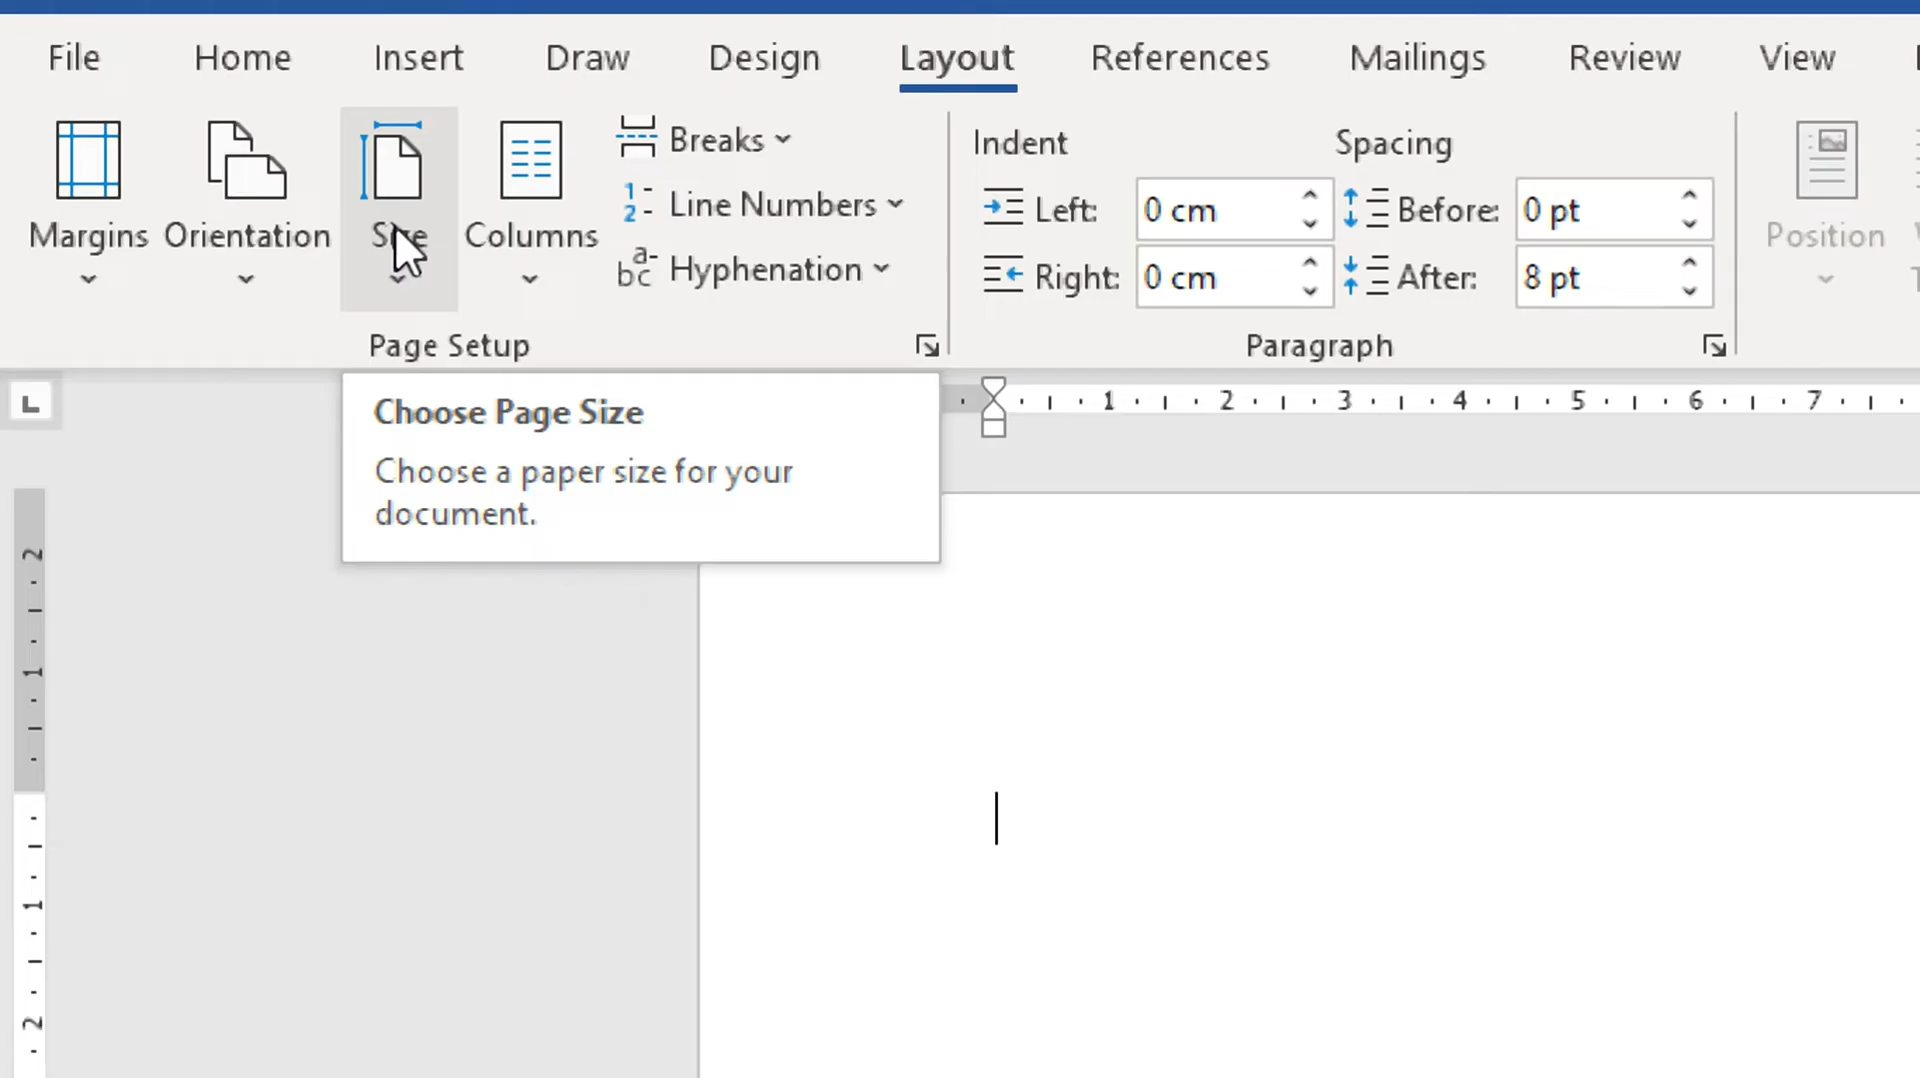 File Home Insert Draw Design Layout References Mailings Review View
Margins Orientation Size Columns
Breaks
Line Numbers
Hyphenation
Page Setup
Indent
Left: 0 cm
Right: 0 cm
Spacing
Before: 0 pt
After: 8 pt
Paragraph
Position
Choose Page Size
Choose a paper size for your
document.
1 2 3 4 5 6 7
2
1
1
2